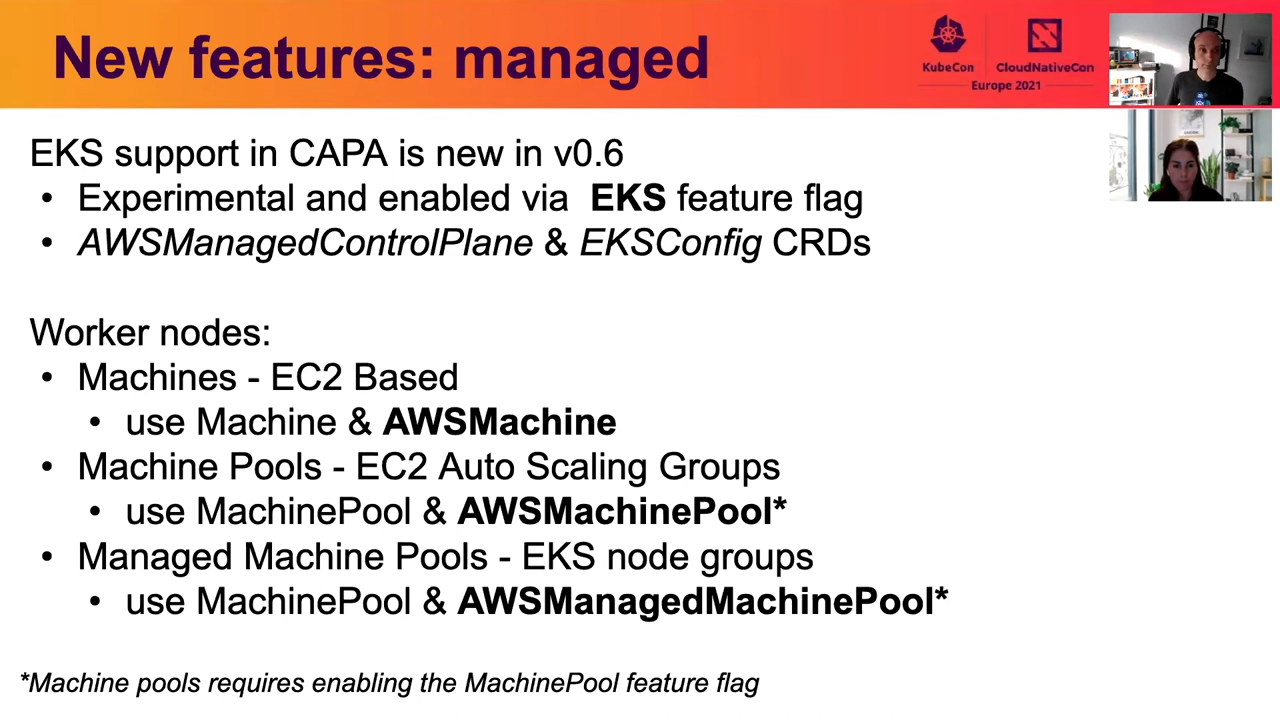 New features: managed
KubeCon
CloudNativeCon
Europe 2021
EKS support in CAPA is new in v0.6
• Experimental and enabled via EKS feature flag
• AWSManagedControlPlane & EKSConfig CRDs
Worker nodes:
• Machines - EC2 Based
• use Machine & AWSMachine
• Machine Pools - EC2 Auto Scaling Groups
• use MachinePool & AWSMachinePool*
• Managed Machine Pools - EKS node groups
• use MachinePool & AWSManagedMachinePool*
*Machine pools requires enabling the MachinePool feature flag